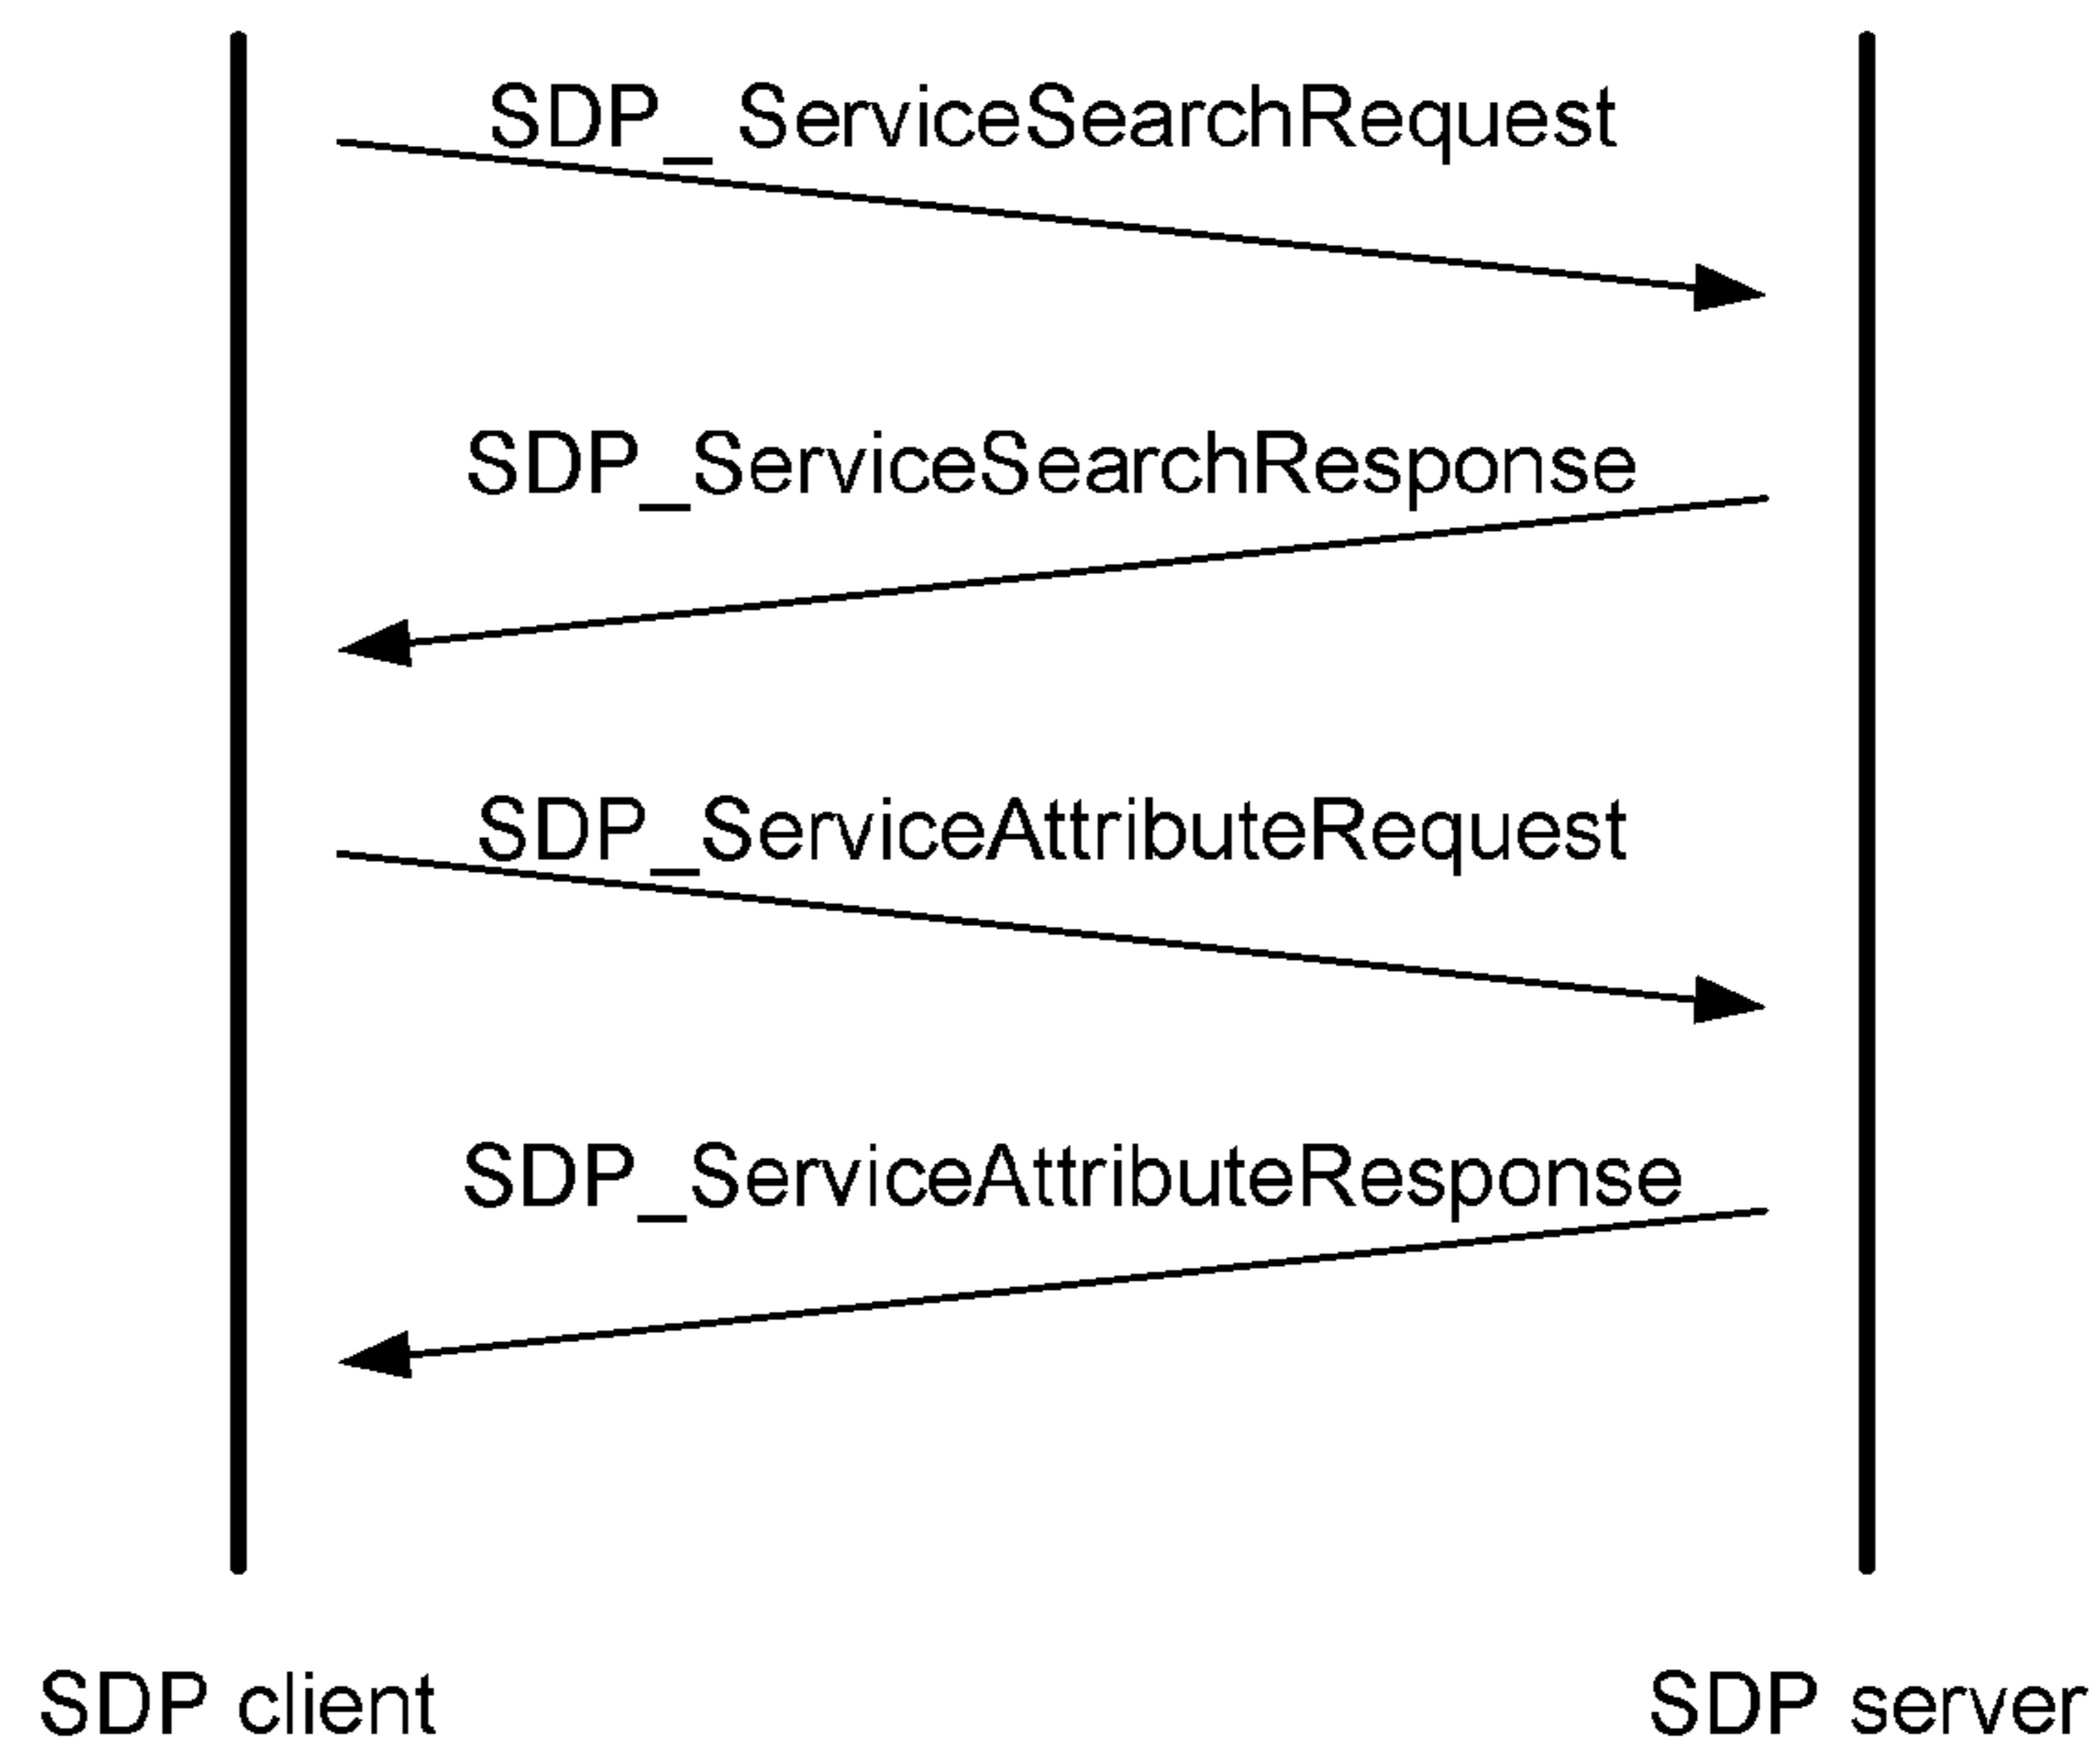 SDP_ ServiceSearchRequest
SDP_ServiceSearchResponse
SDP_ServiceAttributeRequest
SDP_ServiceAttributeResponse
SDP client
SDP server